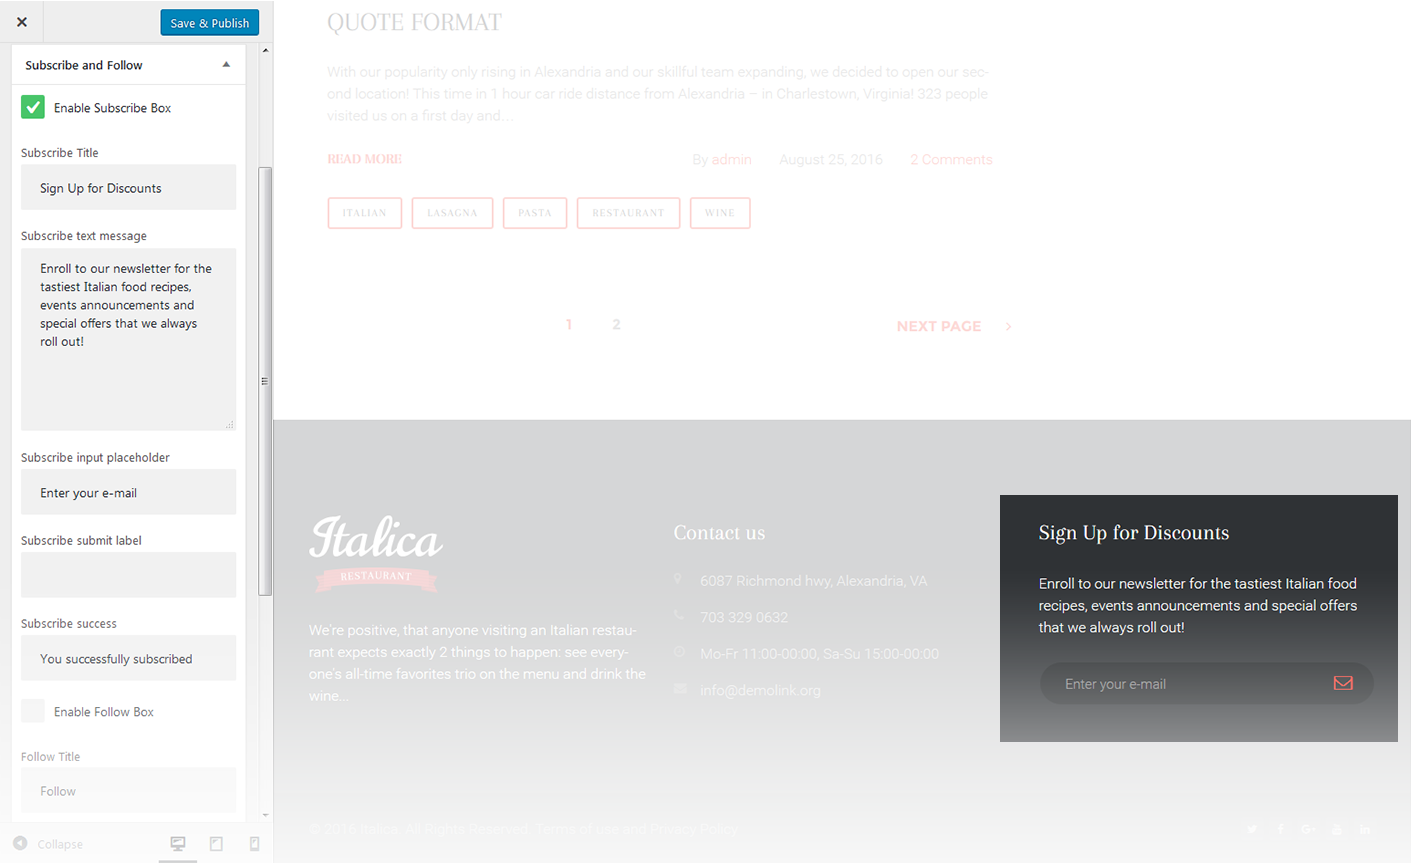 Save & Publish
Subscribe and Follow
Enable Subscribe Box
Subscribe Title
Sign Up for Discounts
Subscribe text message
Enroll to our newsletter for the
tastiest Italian food recipes,
events announcements and
special offers that we always
roll out!
Subscribe input placeholder
Enter your e-mail
Subscribe submit label
Subscribe success
You successfully subscribed
Enable Follow Box
Follow Title
Follow
Collapse
QUOTE FORMAT
With our popularity only rising in Alexandria and our skillful team expanding, we decided to open our sec-
ond location! This time in 1 hour car ride distance from Alexandria – in Charlestown, Virginia! 323 people
visited us on a first day and...
READ MORE
By admin August 25, 2016 2 Comments
ITALIAN LASAGNA PASTA RESTAURANT WINE
1 2 NEXT PAGE
Italica
RESTAURANT
We're positive, that anyone visiting an Italian restau-
rant expects exactly 2 things to happen: see every-
one's all-time favorites trio on the menu and drink the
wine...
Contact us
6087 Richmond hwy, Alexandria, VA
703 329 0632
Mo-Fr 11:00-00:00, Sa-Su 15:00-00:00
info@demolink.org
Sign Up for Discounts
Enroll to our newsletter for the tastiest Italian food
recipes, events announcements and special offers
that we always roll out!
Enter your e-mail
© 2016 Italica. All Rights Reserved. Terms of use and Privacy Policy